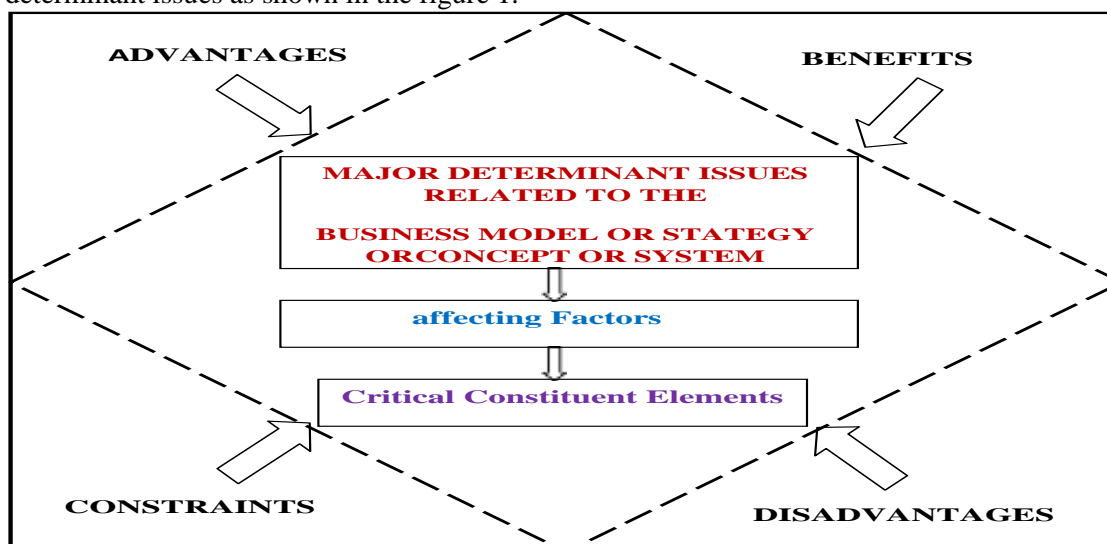 determinant issues as shown in the figure 1.
ADVANTAGES
BENEFITS
MAJOR DETERMINANT ISSUES
RELATED TO THE
BUSINESS MODEL OR STATEGY
ORCONCEPT OR SYSTEM
affecting Factors
Critical Constituent Elements
CONSTRAINTS
DISADVANTAGES